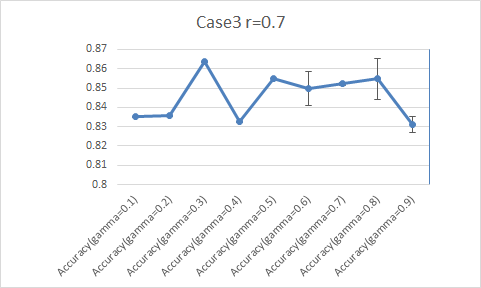 Case3 r=0.7
0.87
0.86
0.85
0.84
0.83
0.82
0.81
0.8
Accuracy(gamma=0.1)
Accuracy(gamma=0.2)
Accuracy(gamma=0.3)
Accuracy(gamma=0.4)
Accuracy(gamma=0.5)
Accuracy(gamma=0.6)
Accuracy(gamma=0.7)
Accuracy(gamma=0.8)
Accuracy(gamma=0.9)